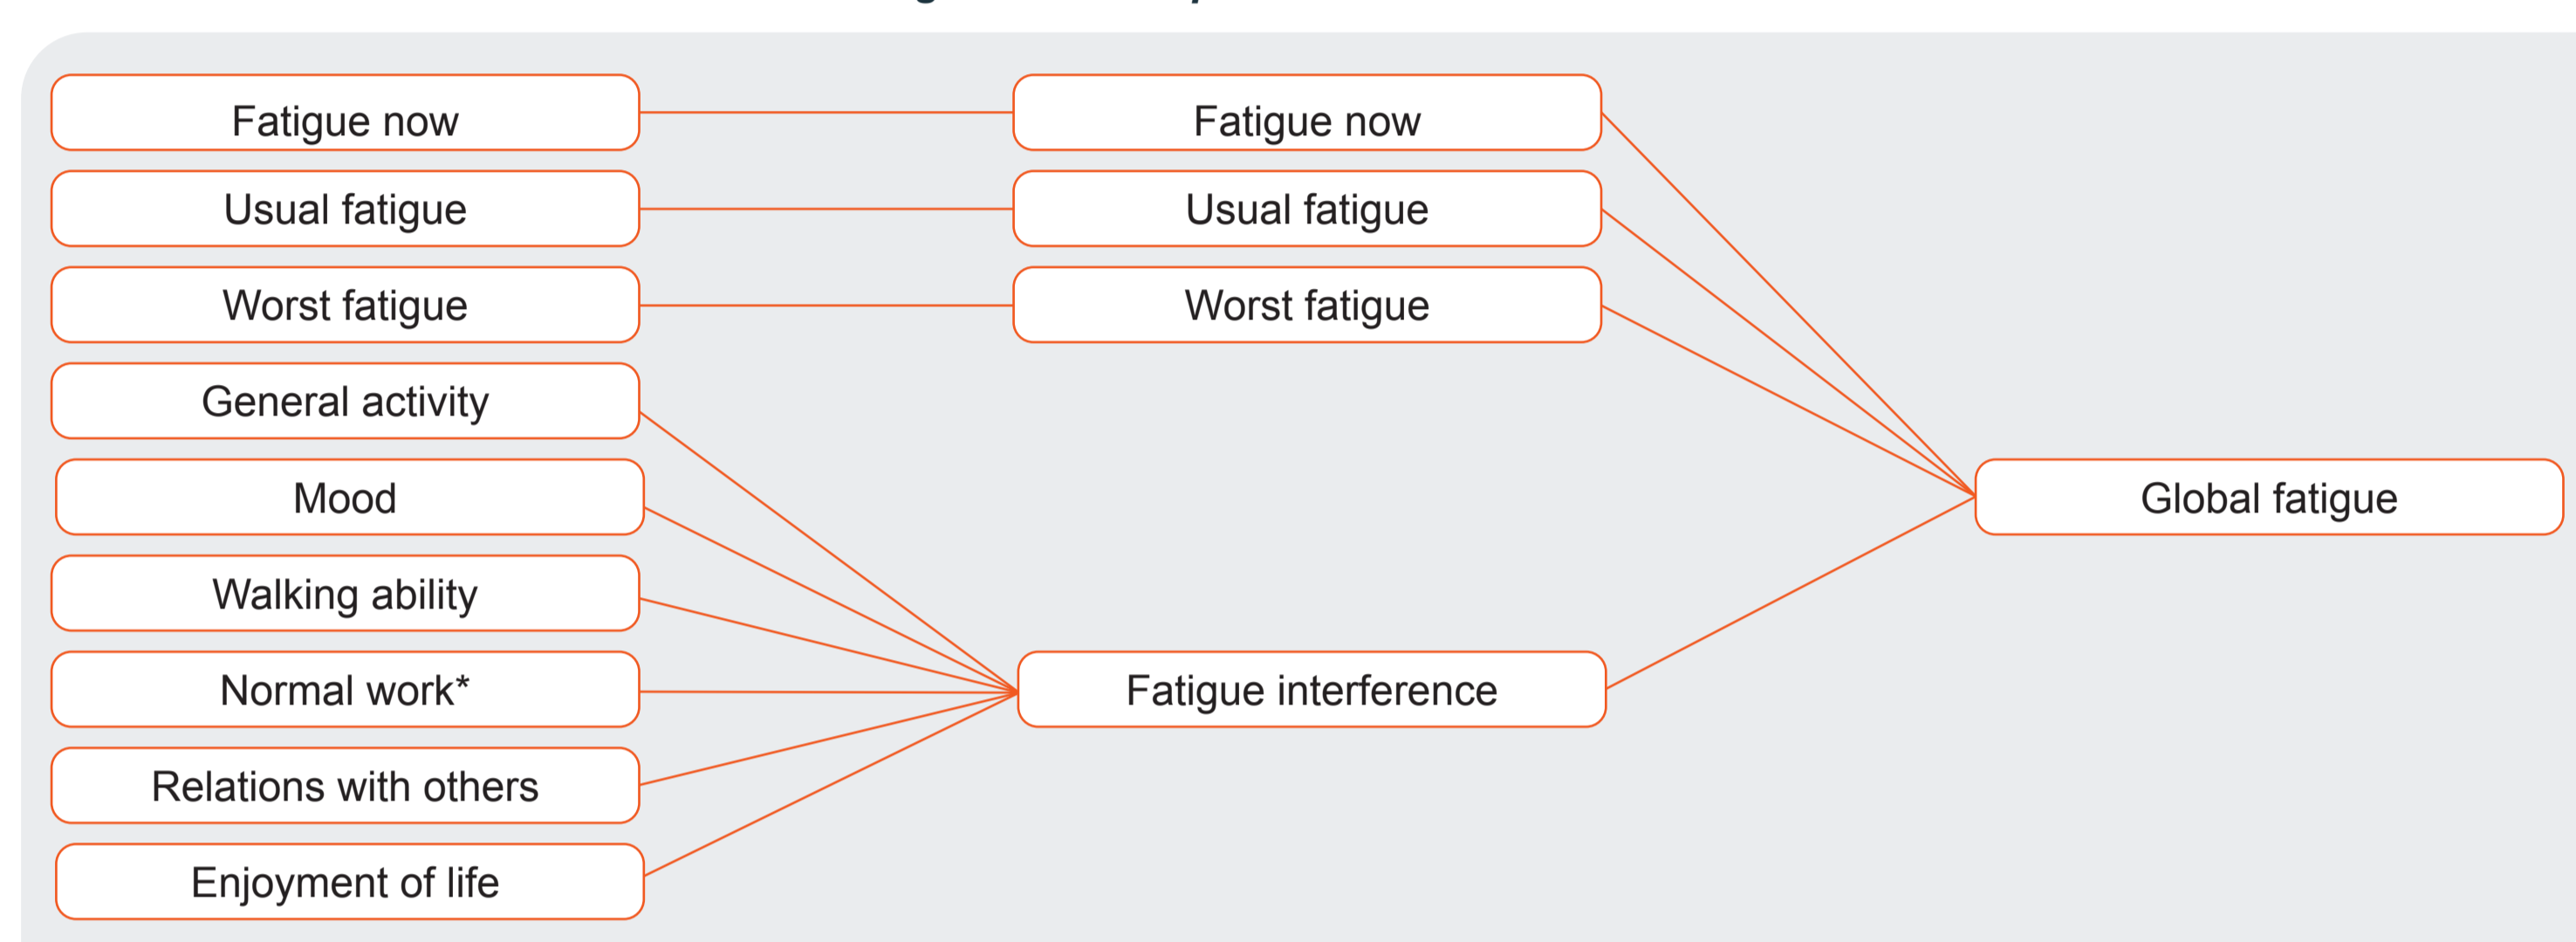 Fatigue now
Usual fatigue
Worst fatigue
General activity
Mood
Walking ability
Normal work*
Relations with others
Enjoyment of life
Fatigue now
Usual fatigue
Worst fatigue
Fatigue interference
Global fatigue